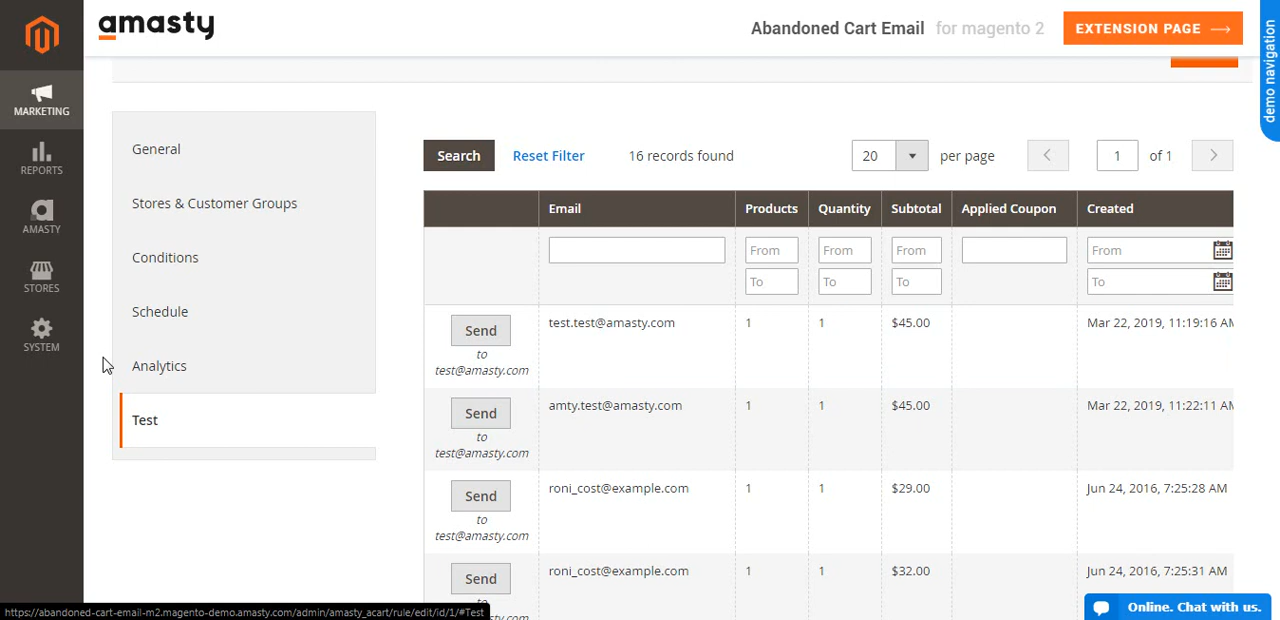 amasty
Abandoned Cart Email for magento 2
EXTENSION PAGE
demo navigation
MARKETING
REPORTS
AMASTY
STORES
SYSTEM
General
Stores & Customer Groups
Conditions
Schedule
Analytics
Test
Search Reset Filter 16 records found 20 per page 1 of 1
Email Products Quantity Subtotal Applied Coupon Created
From From From From
To To To To
Send to test@amasty.com test.test@amasty.com 1 1 $45.00 Mar 22, 2019, 11:19:16 AM
Send to test@amasty.com amty.test@amasty.com 1 1 $45.00 Mar 22, 2019, 11:22:11 AM
Send to test@amasty.com roni_cost@example.com 1 1 $29.00 Jun 24, 2016, 7:25:28 AM
Send to test@amasty.com roni_cost@example.com 1 1 $32.00 Jun 24, 2016, 7:25:31 AM
https://abandoned-cart-email-m2.magento-demo.amasty.com/admin/amasty_acart/rule/edit/id/1/#Test
Online. Chat with us.